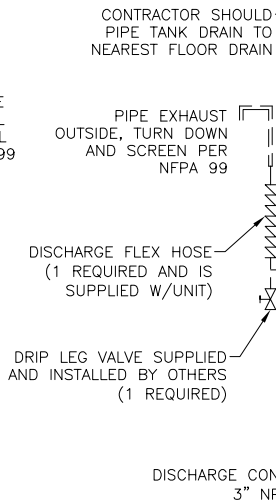 CONTRACTOR SHOULD
PIPE TANK DRAIN TO
NEAREST FLOOR DRAIN
PIPE EXHAUST
OUTSIDE, TURN DOWN
AND SCREEN PER
NFPA 99
99
DISCHARGE FLEX HOSE
(1 REQUIRED AND IS
SUPPLIED W/UNIT)
DRIP LEG VALVE SUPPLIED
AND INSTALLED BY OTHERS
(1 REQUIRED)
DISCHARGE CON
3" NP